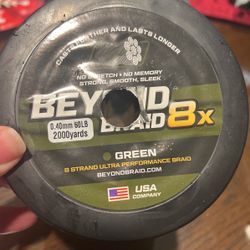 CASTS FURTHER AND LASTS LONGER
NO STRETCH • NO MEMORY
STRONG, SMOOTH, SLEEK
BEYOND
BRAID 8X
0.40mm 60LB
2000yards
GREEN
8 STRAND ULTRA PERFORMANCE BRAID
BEYONDBRAID.COM
USA
COMPANY